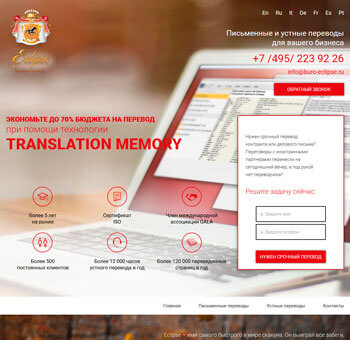 En Ru It De Fr Es Pt
Eclipse
Письменные и устные переводы
для вашего бизнеса
+7 /495/ 223 92 26
info@buro-eclipse.ru
ОБРАТНЫЙ ЗВОНОК
ЭКОНОМЬТЕ ДО 70% БЮДЖЕТА НА ПЕРЕВОД
при помощи технологии
TRANSLATION MEMORY
Нужен срочный перевод
контракта или делового письма?
Переговоры с иностранными
партнерами перенесли на
сегодняшний вечер, а под рукой
нет переводчика?
Решите задачу сейчас:
Введите имя
Введите телефон
НУЖЕН СРОЧНЫЙ ПЕРЕВОД
Более 5 лет
на рынке
Сертификат
ISO
Член международной
ассоциации GALA
Более 500
постоянных клиентов
Более 12 000 часов
устного перевода в год
Более 120 000 переведенных
страниц в год
Главная Письменные переводы Устные переводы Контакты
Eclipse – имя самого быстрого в мире скакуна. Он выиграл все забеги,